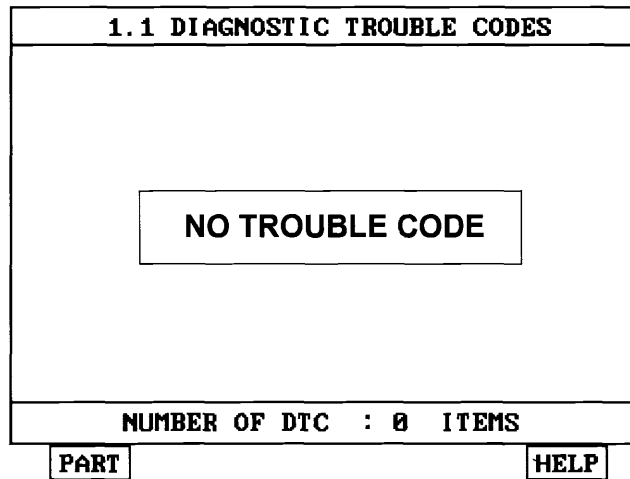 1.1 DIAGNOSTIC TROUBLE CODES
NO TROUBLE CODE
NUMBER OF DTC : 0 ITEMS
PART HELP